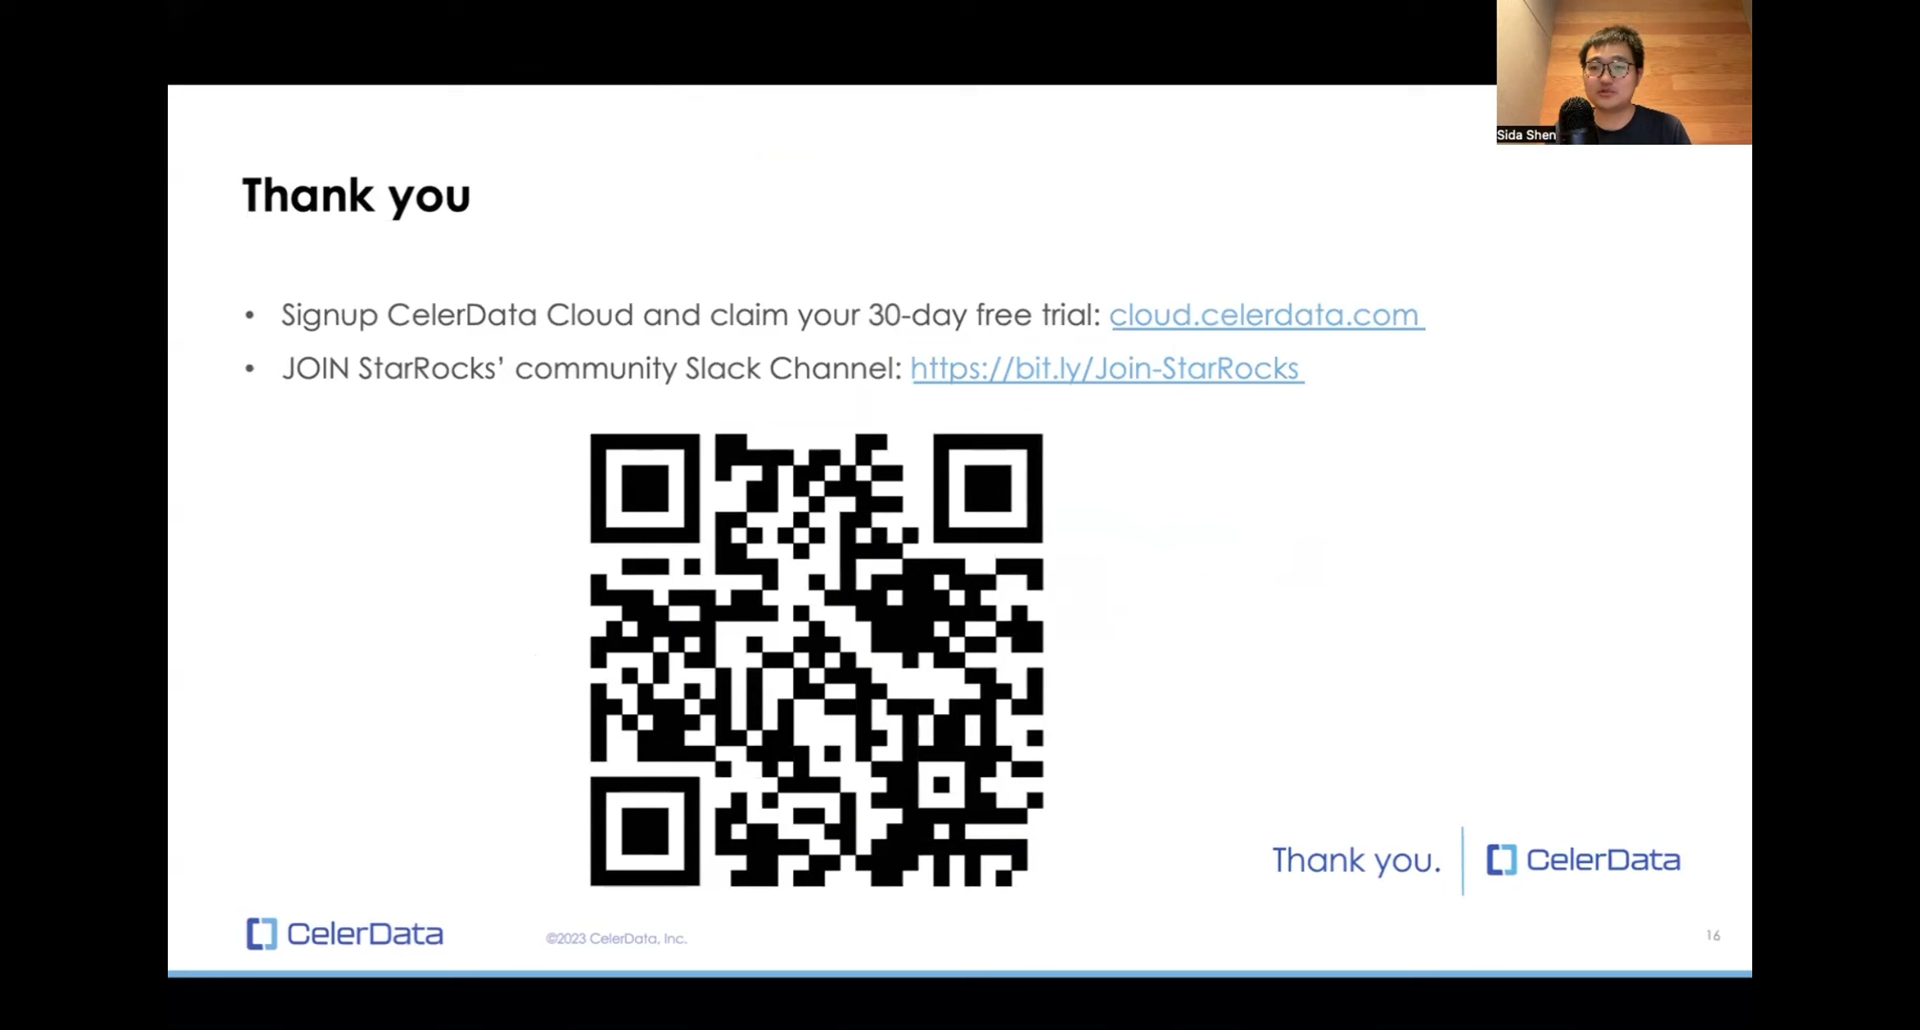 Sida Shen
Thank you
• Signup CelerData Cloud and claim your 30-day free trial: cloud.celerdata.com
• JOIN StarRocks’ community Slack Channel: https://bit.ly/Join-StarRocks
Thank you.
CelerData
CelerData
©2023 CelerData, Inc.
16